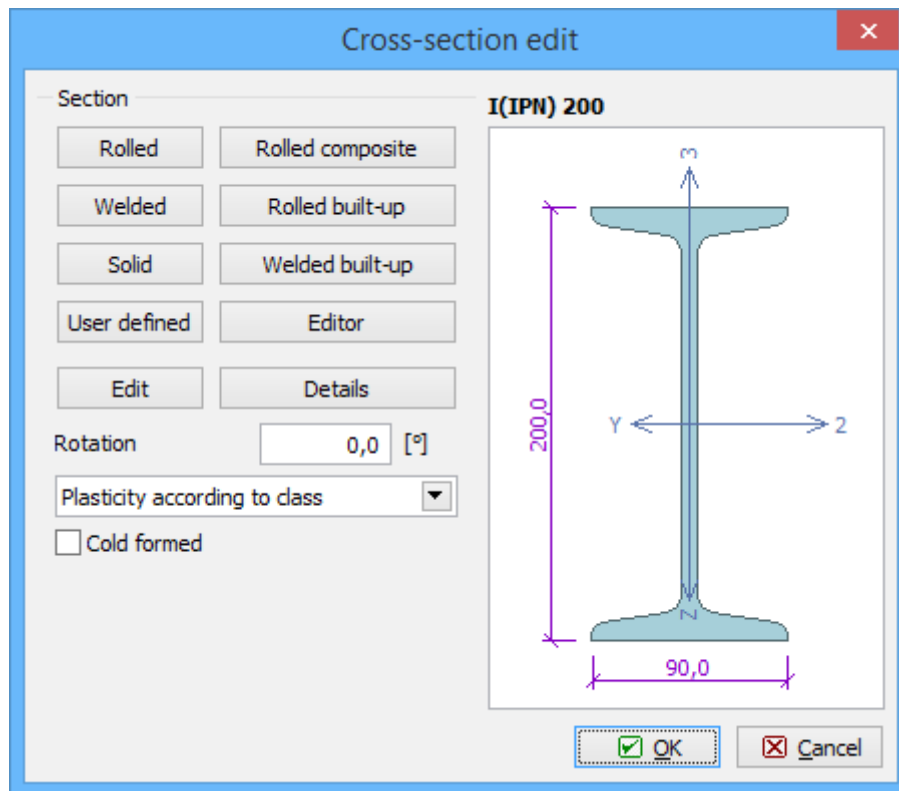 Cross-section edit
Section
I(IPN) 200
Rolled
Rolled composite
Welded
Rolled built-up
Solid
Welded built-up
User defined
Editor
Edit
Details
Rotation
0,0
[°]
Plasticity according to class
Cold formed
3
200,0
Y
2
Z
90,0
OK
Cancel